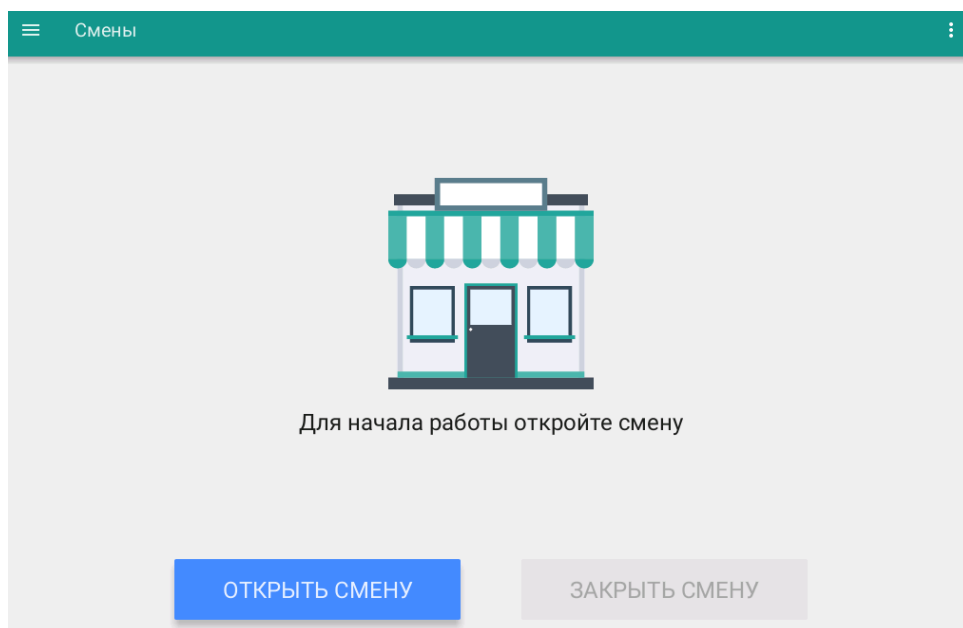 Смены
Для начала работы откройте смену
ОТКРЫТЬ СМЕНУ
ЗАКРЫТЬ СМЕНУ